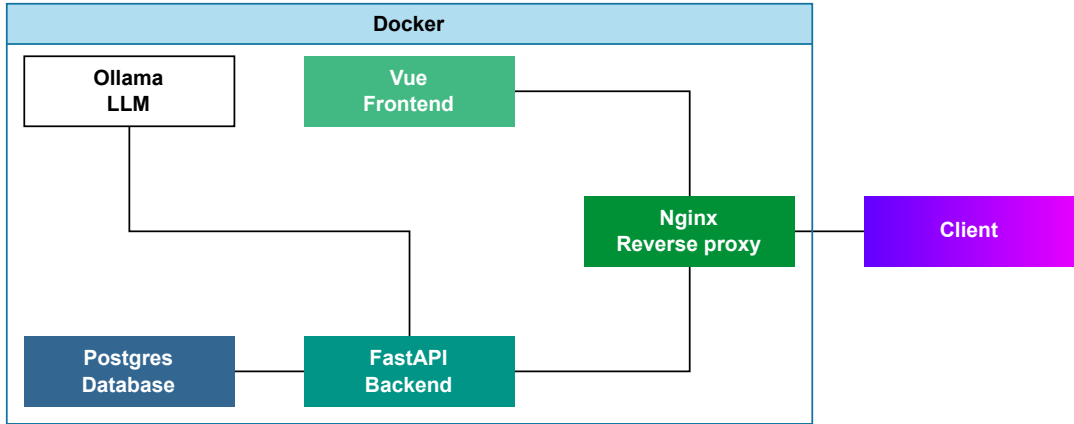 Docker
Ollama
LLM
Vue
Frontend
Nginx
Reverse proxy
Client
Postgres
Database
FastAPI
Backend